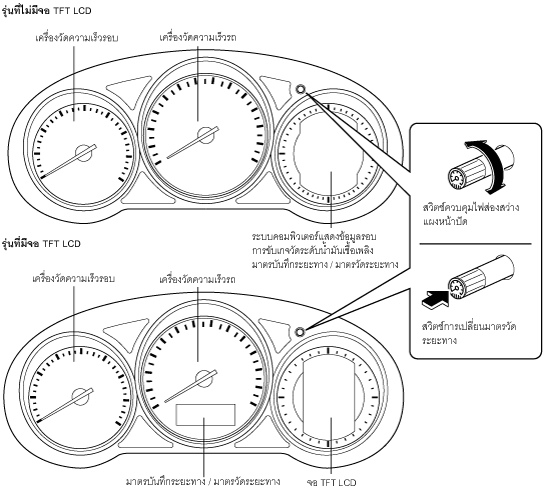 รุ่นที่ไม่มีจอ TFT LCD
เครื่องวัดความเร็วรอบ
เครื่องวัดความเร็วรถ
สวิตช์ควบคุมไฟส่องสว่าง
แผงหน้าปัด
ระบบคอมพิวเตอร์แสดงข้อมูลรอบ
การขับเกจวัดระดับน้ำมันเชื้อเพลิง
มาตรบันทึกระยะทาง / มาตรวัดระยะทาง
รุ่นที่มีจอ TFT LCD
เครื่องวัดความเร็วรอบ
เครื่องวัดความเร็วรถ
สวิตช์การเปลี่ยนมาตรวัด
ระยะทาง
มาตรบันทึกระยะทาง / มาตรวัดระยะทาง
จอ TFT LCD